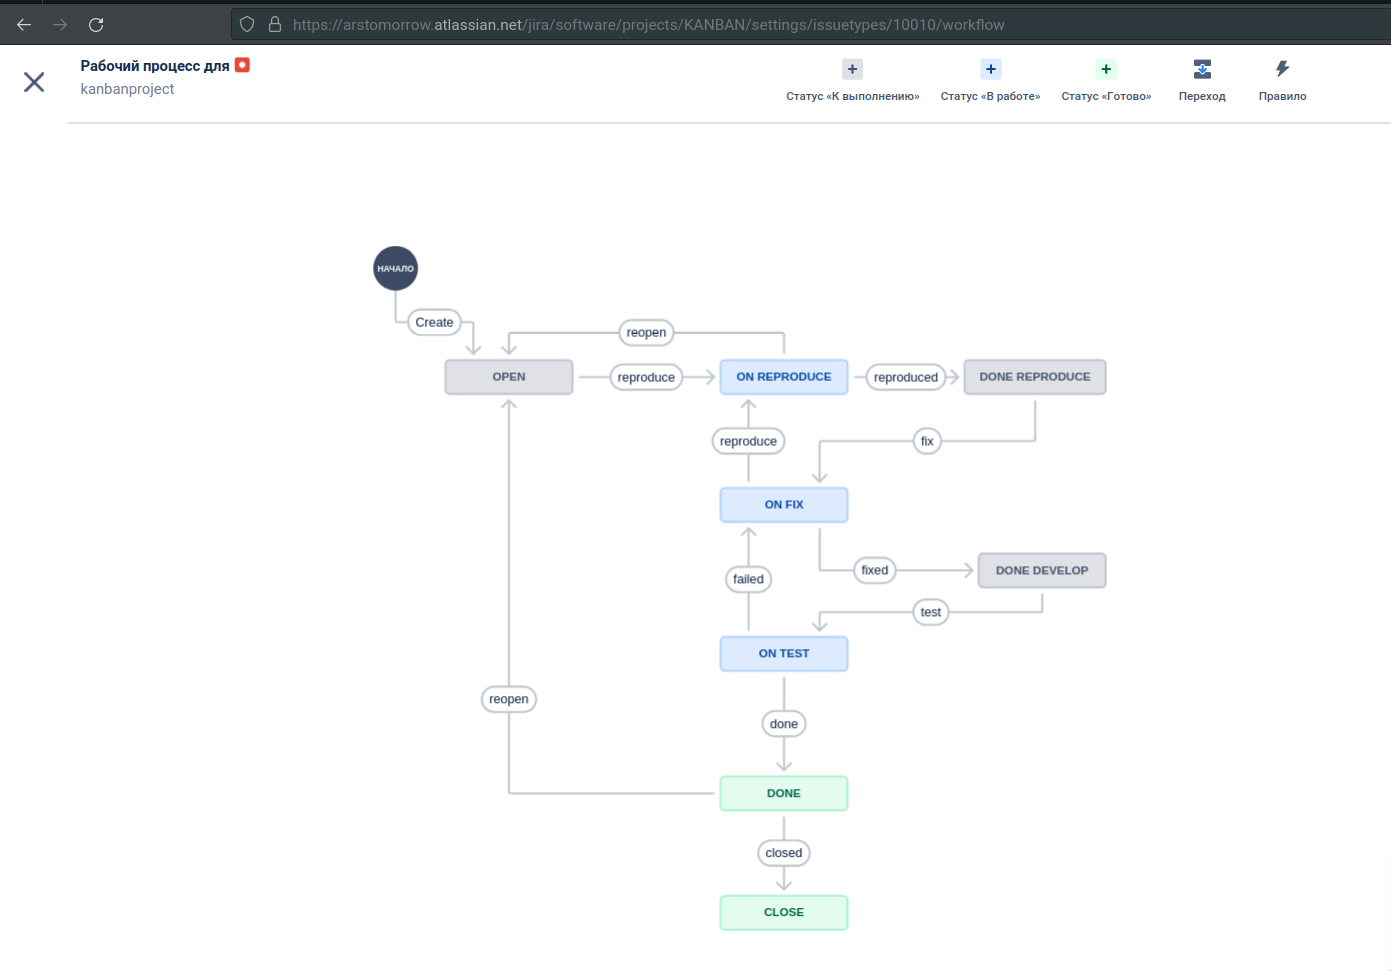 https://arstomorrow.atlassian.net/jira/software/projects/KANBAN/settings/issuetypes/10010/workflow
Рабочий процесс для
kanbanproject
Статус «К выполнению»
Статус «В работе»
Статус «Готово»
Переход
Правило
НАЧАЛО
Create
reopen
OPEN
reproduce
ON REPRODUCE
reproduced
DONE REPRODUCE
reproduce
fix
ON FIX
failed
fixed
DONE DEVELOP
test
ON TEST
reopen
done
DONE
closed
CLOSE